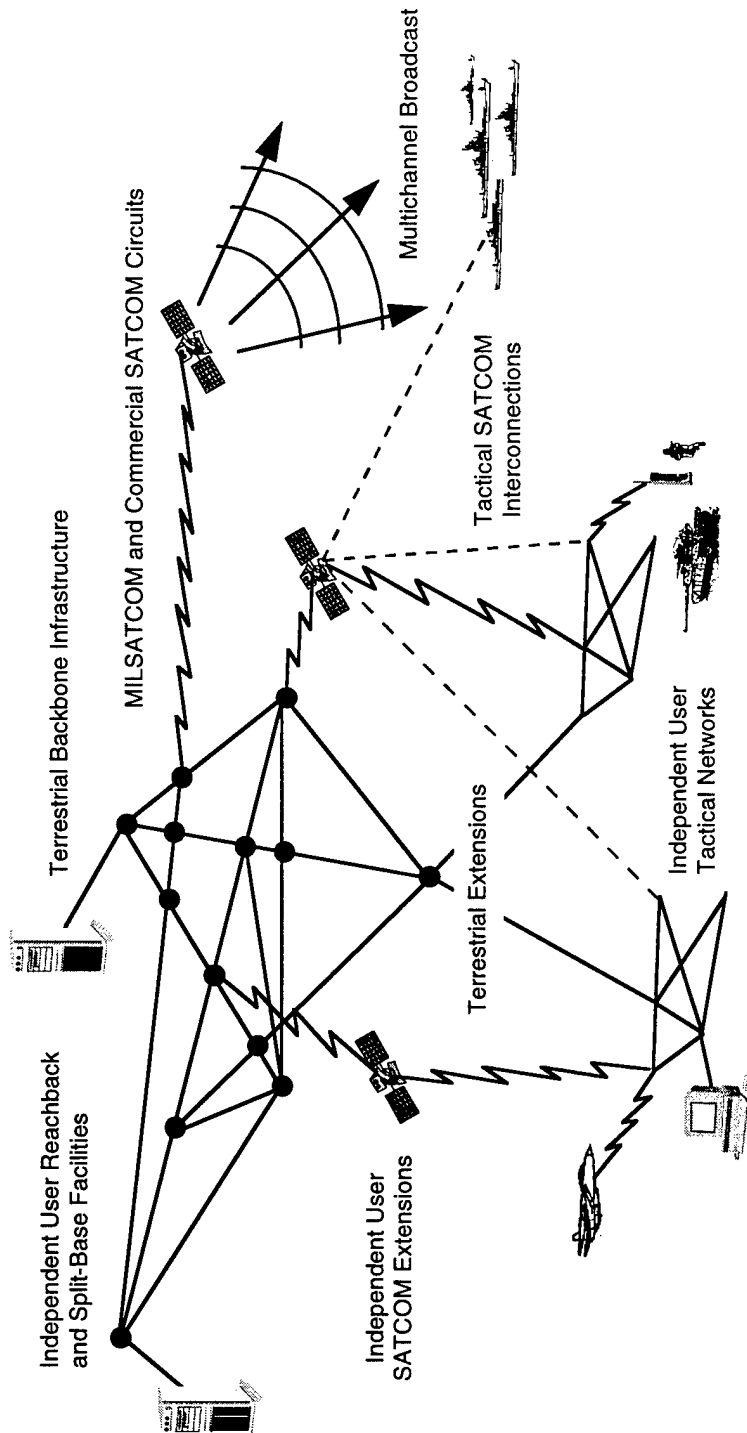 Independent User Reachback
and Split-Base Facilities
Terrestrial Backbone Infrastructure
MILSATCOM and Commercial SATCOM Circuits
Multichannel Broadcast
Independent User
SATCOM Extensions
Terrestrial Extensions
Tactical SATCOM
Interconnections
Independent User
Tactical Networks